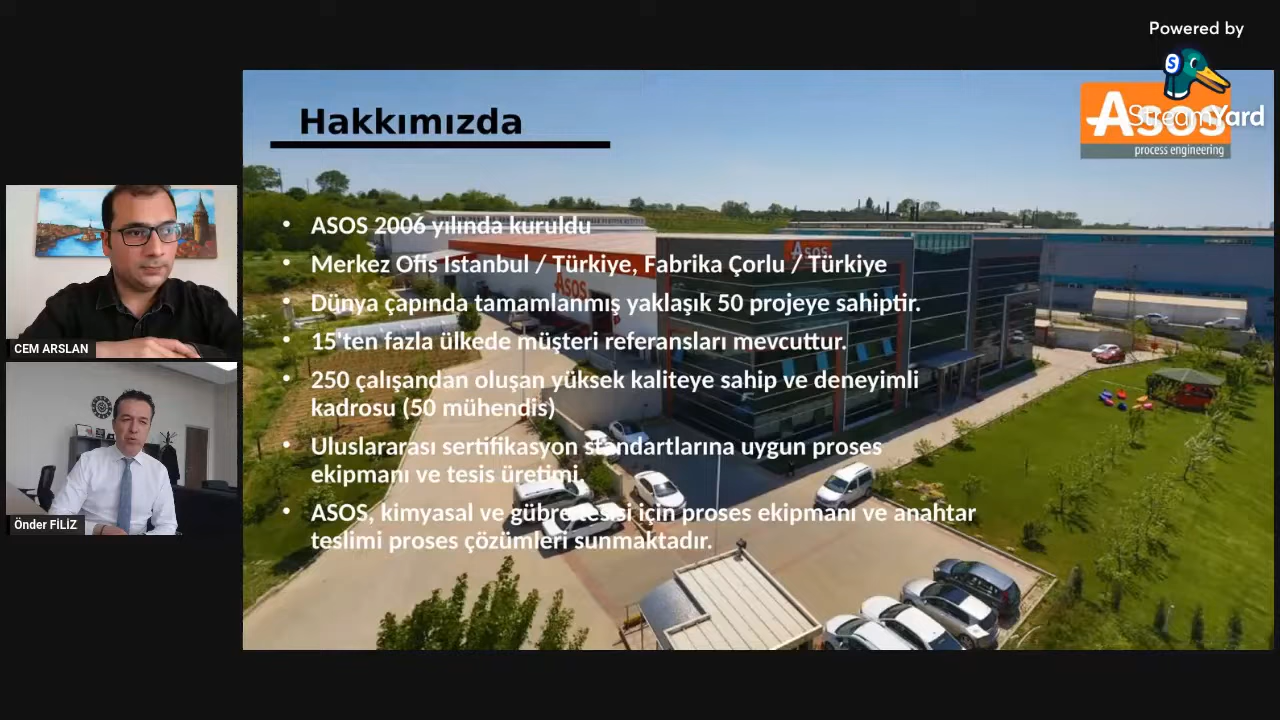 Powered by
StreamYard
Hakkımızda
Asos
process engineering
• ASOS 2006 yılında kuruldu
• Merkez Ofis Istanbul / Türkiye, Fabrika Çorlu / Türkiye
• Dünya çapında tamamlanmış yaklaşık 50 projeye sahiptir.
• 15'ten fazla ülkede müşteri referansları mevcuttur.
• 250 çalışandan oluşan yüksek kaliteye sahip ve deneyimli
kadrosu (50 mühendis)
• Uluslararası sertifikasyon standartlarına uygun proses
ekipmanı ve tesis üretimi.
• ASOS, kimyasal ve gübre tesisi için proses ekipmanı ve anahtar
teslimi proses çözümleri sunmaktadır.
Asos
Asos
CEM ARSLAN
Önder FİLİZ